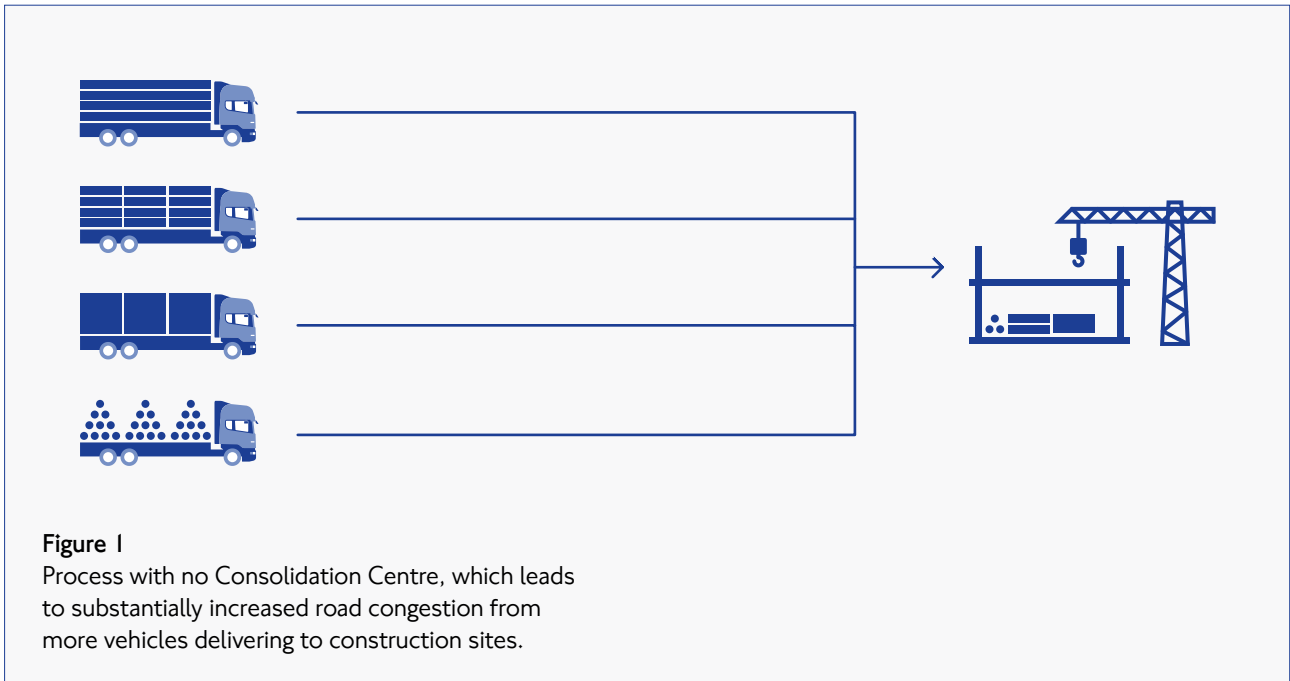 Figure 1
Process with no Consolidation Centre, which leads
to substantially increased road congestion from
more vehicles delivering to construction sites.